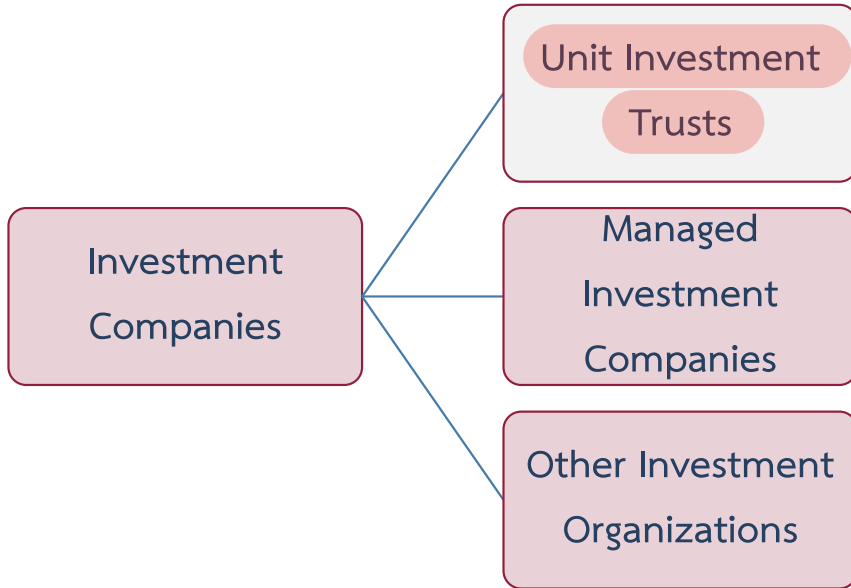 Unit Investment
Trusts
Investment
Companies
Managed
Investment
Companies
Other Investment
Organizations